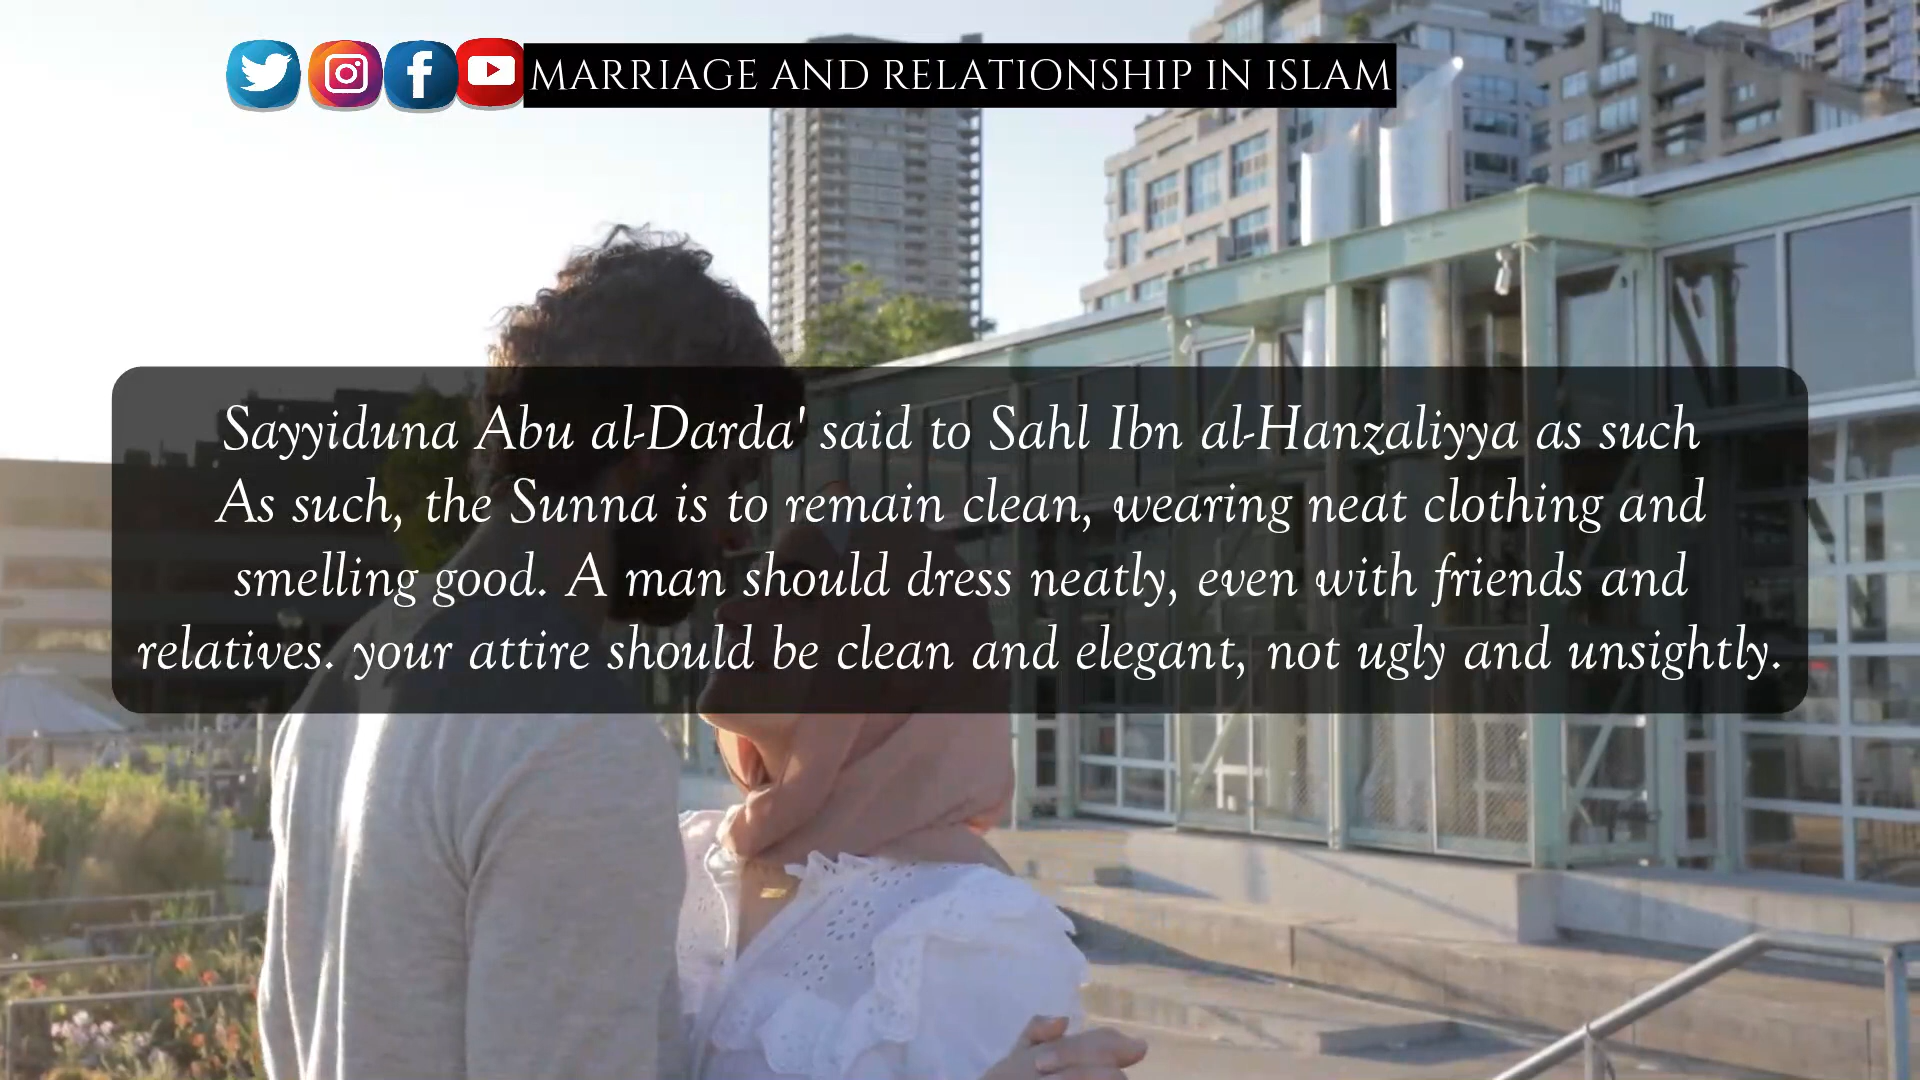 MARRIAGE AND RELATIONSHIP IN ISLAM
Sayyiduna Abu al-Darda' said to Sahl Ibn al-Hanzaliyya as such
As such, the Sunna is to remain clean, wearing neat clothing and
smelling good. A man should dress neatly, even with friends and
relatives. your attire should be clean and elegant, not ugly and unsightly.